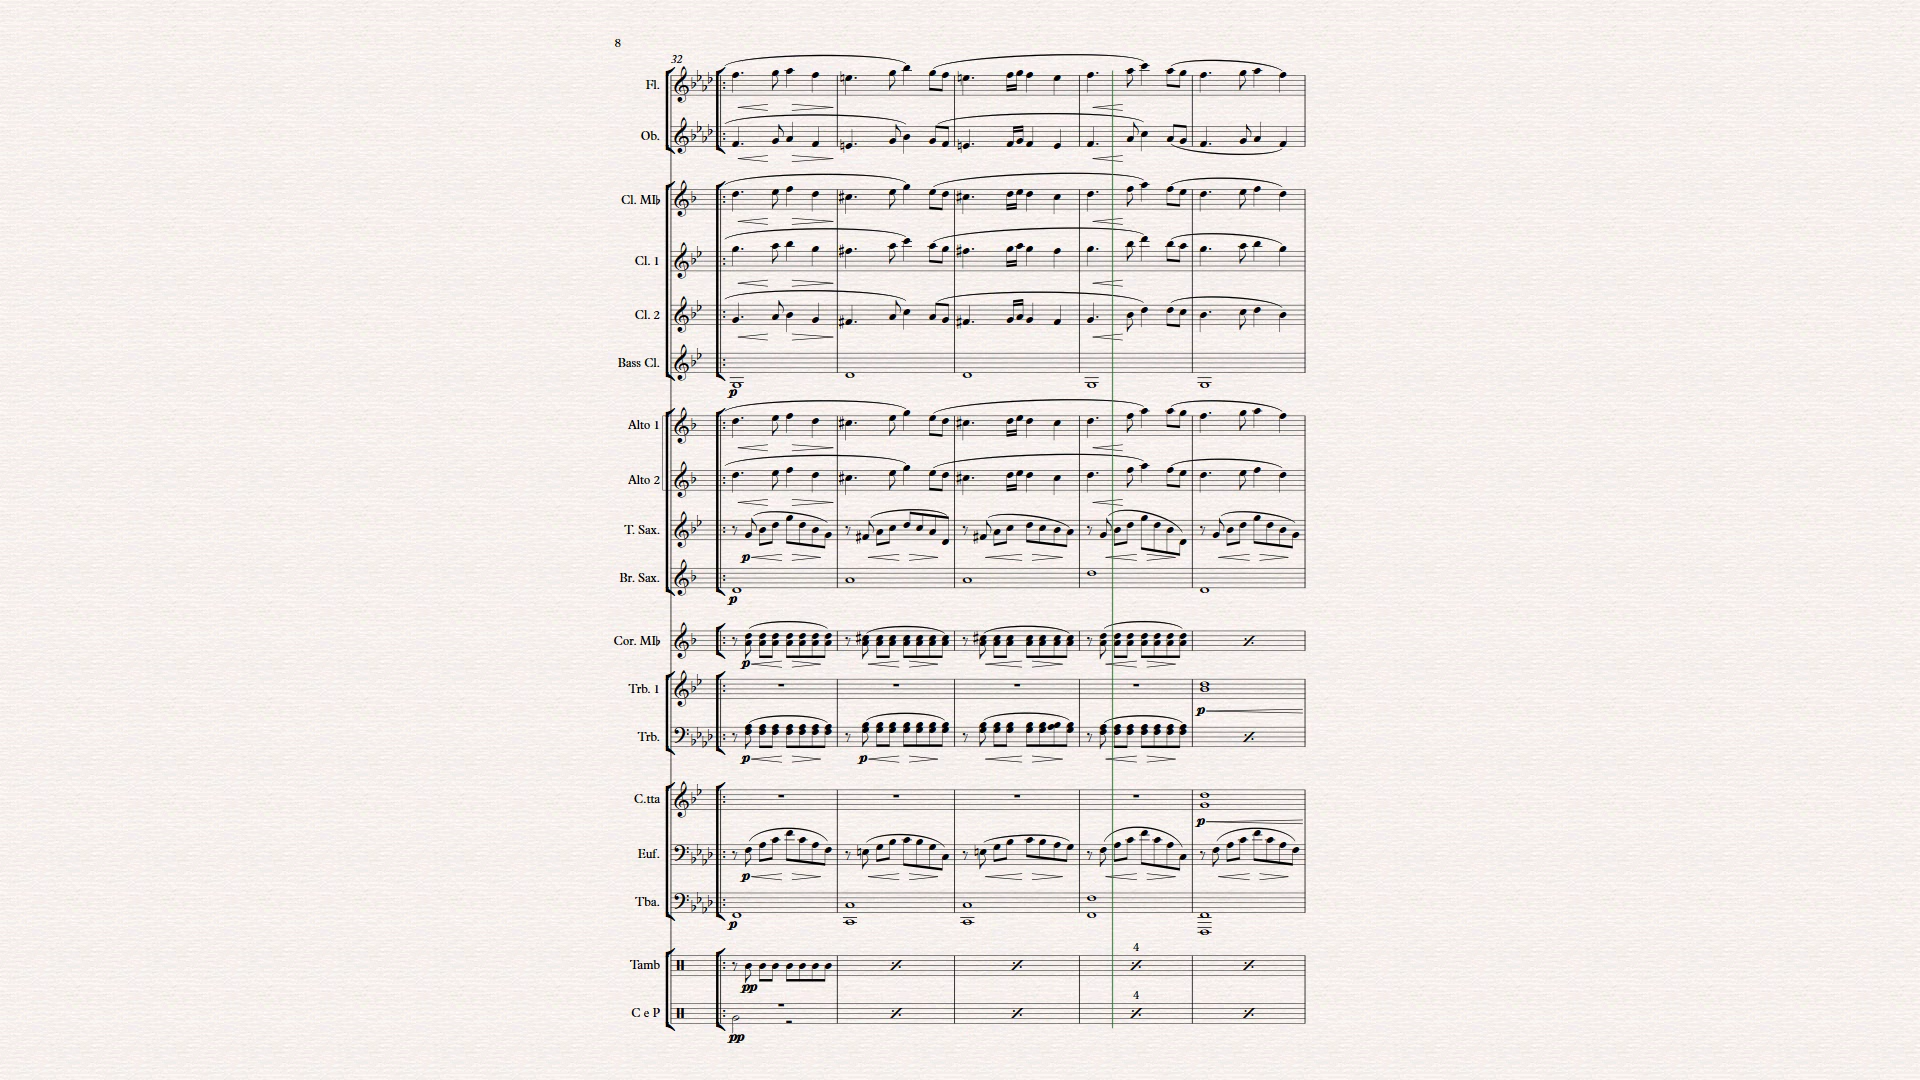 8
32
Fl.
Ob.
Cl. MI♭
Cl. 1
Cl. 2
Bass Cl.
p
Alto 1
Alto 2
T. Sax.
p
Br. Sax.
p
Cor. MI♭
p
Trb. 1
p
Trb.
p p
C.tta
p
Euf.
p
Tba.
p
4
Tamb
pp
4
C e P
pp